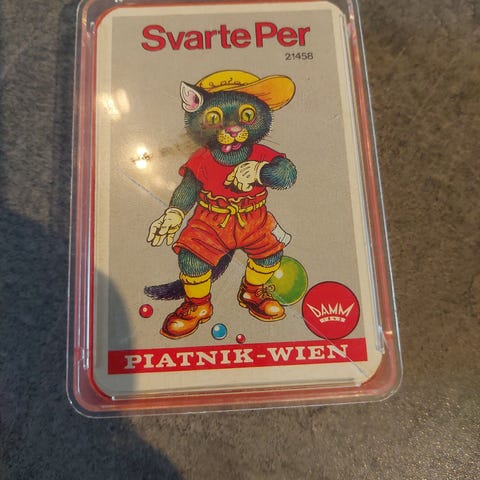 Svarte Per
21458
DAMM
PIATNIK-WIEN